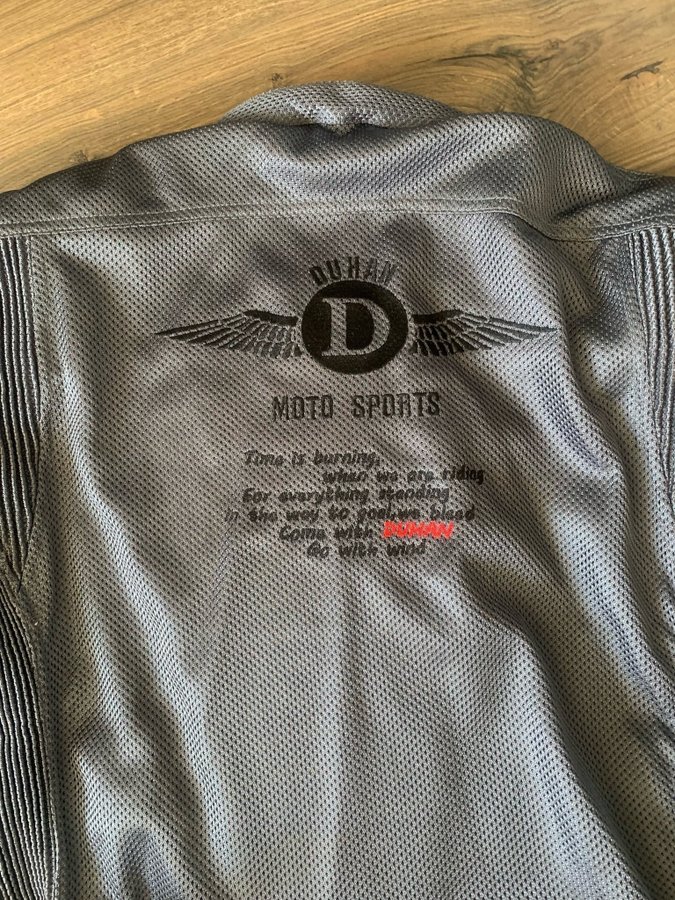 DUHAN
D
MOTO SPORTS
Time is burning,
when we are riding
For everything standing
in the way to goal,we bleed
Come with DUHAN
Go with wind